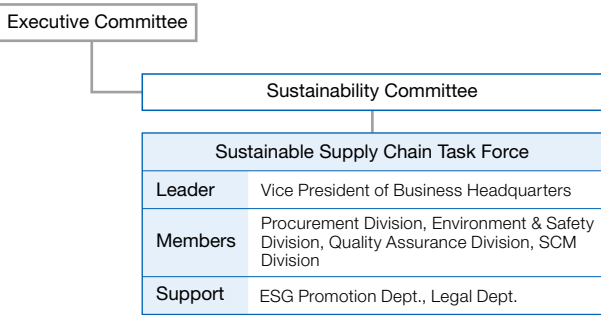 Executive Committee
Sustainability Committee
Sustainable Supply Chain Task Force
Leader
Vice President of Business Headquarters
Members
Procurement Division, Environment & Safety
Division, Quality Assurance Division, SCM
Division
Support
ESG Promotion Dept., Legal Dept.